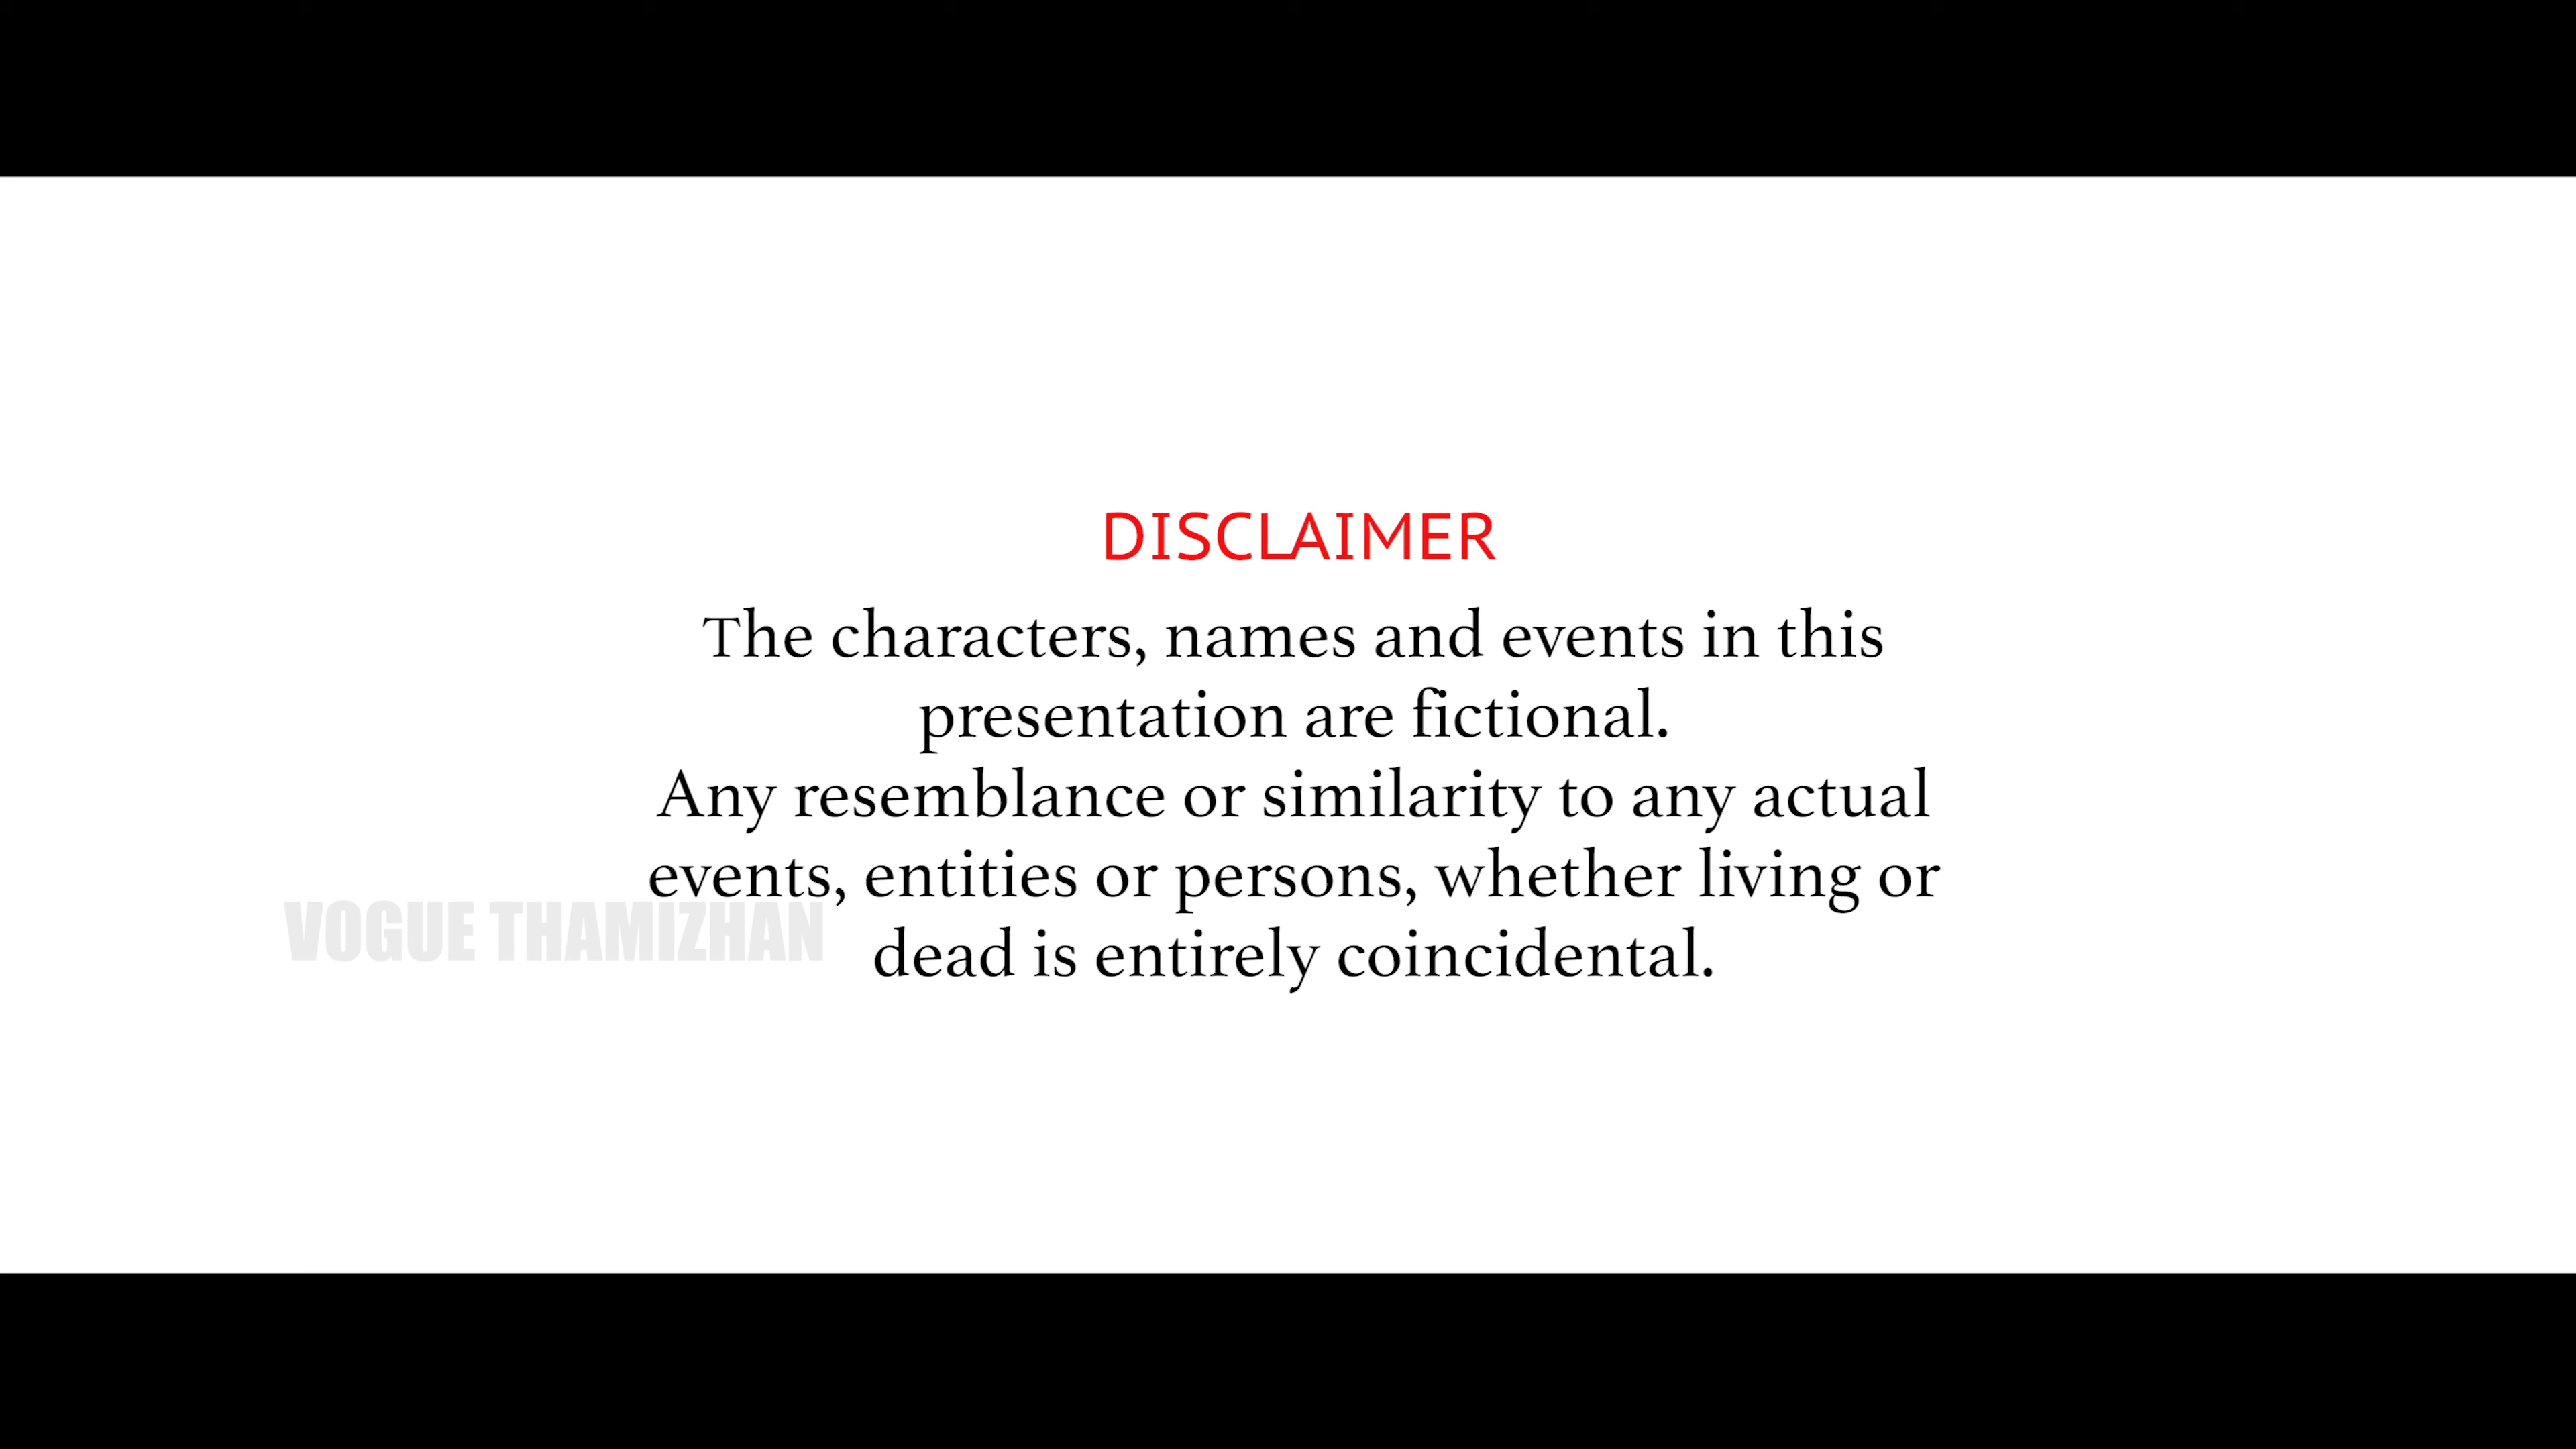 DISCLAIMER
The characters, names and events in this
presentation are fictional.
Any resemblance or similarity to any actual
events, entities or persons, whether living or
dead is entirely coincidental.
VOGUE THAMIZHAN